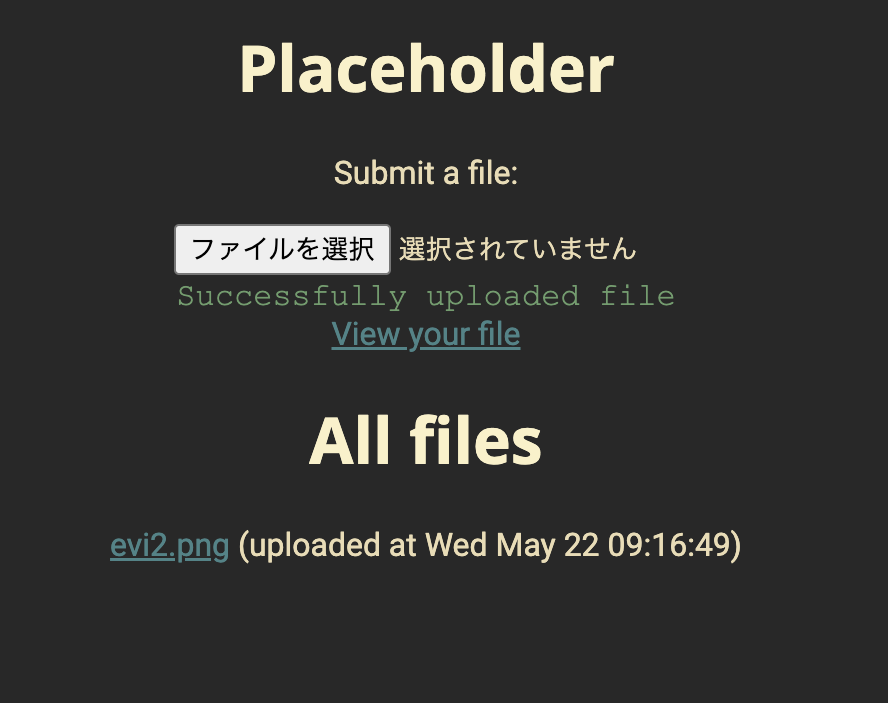 Placeholder
Submit a file:
ファイルを選択 選択されていません
Successfully uploaded file
View your file
All files
evi2.png (uploaded at Wed May 22 09:16:49)